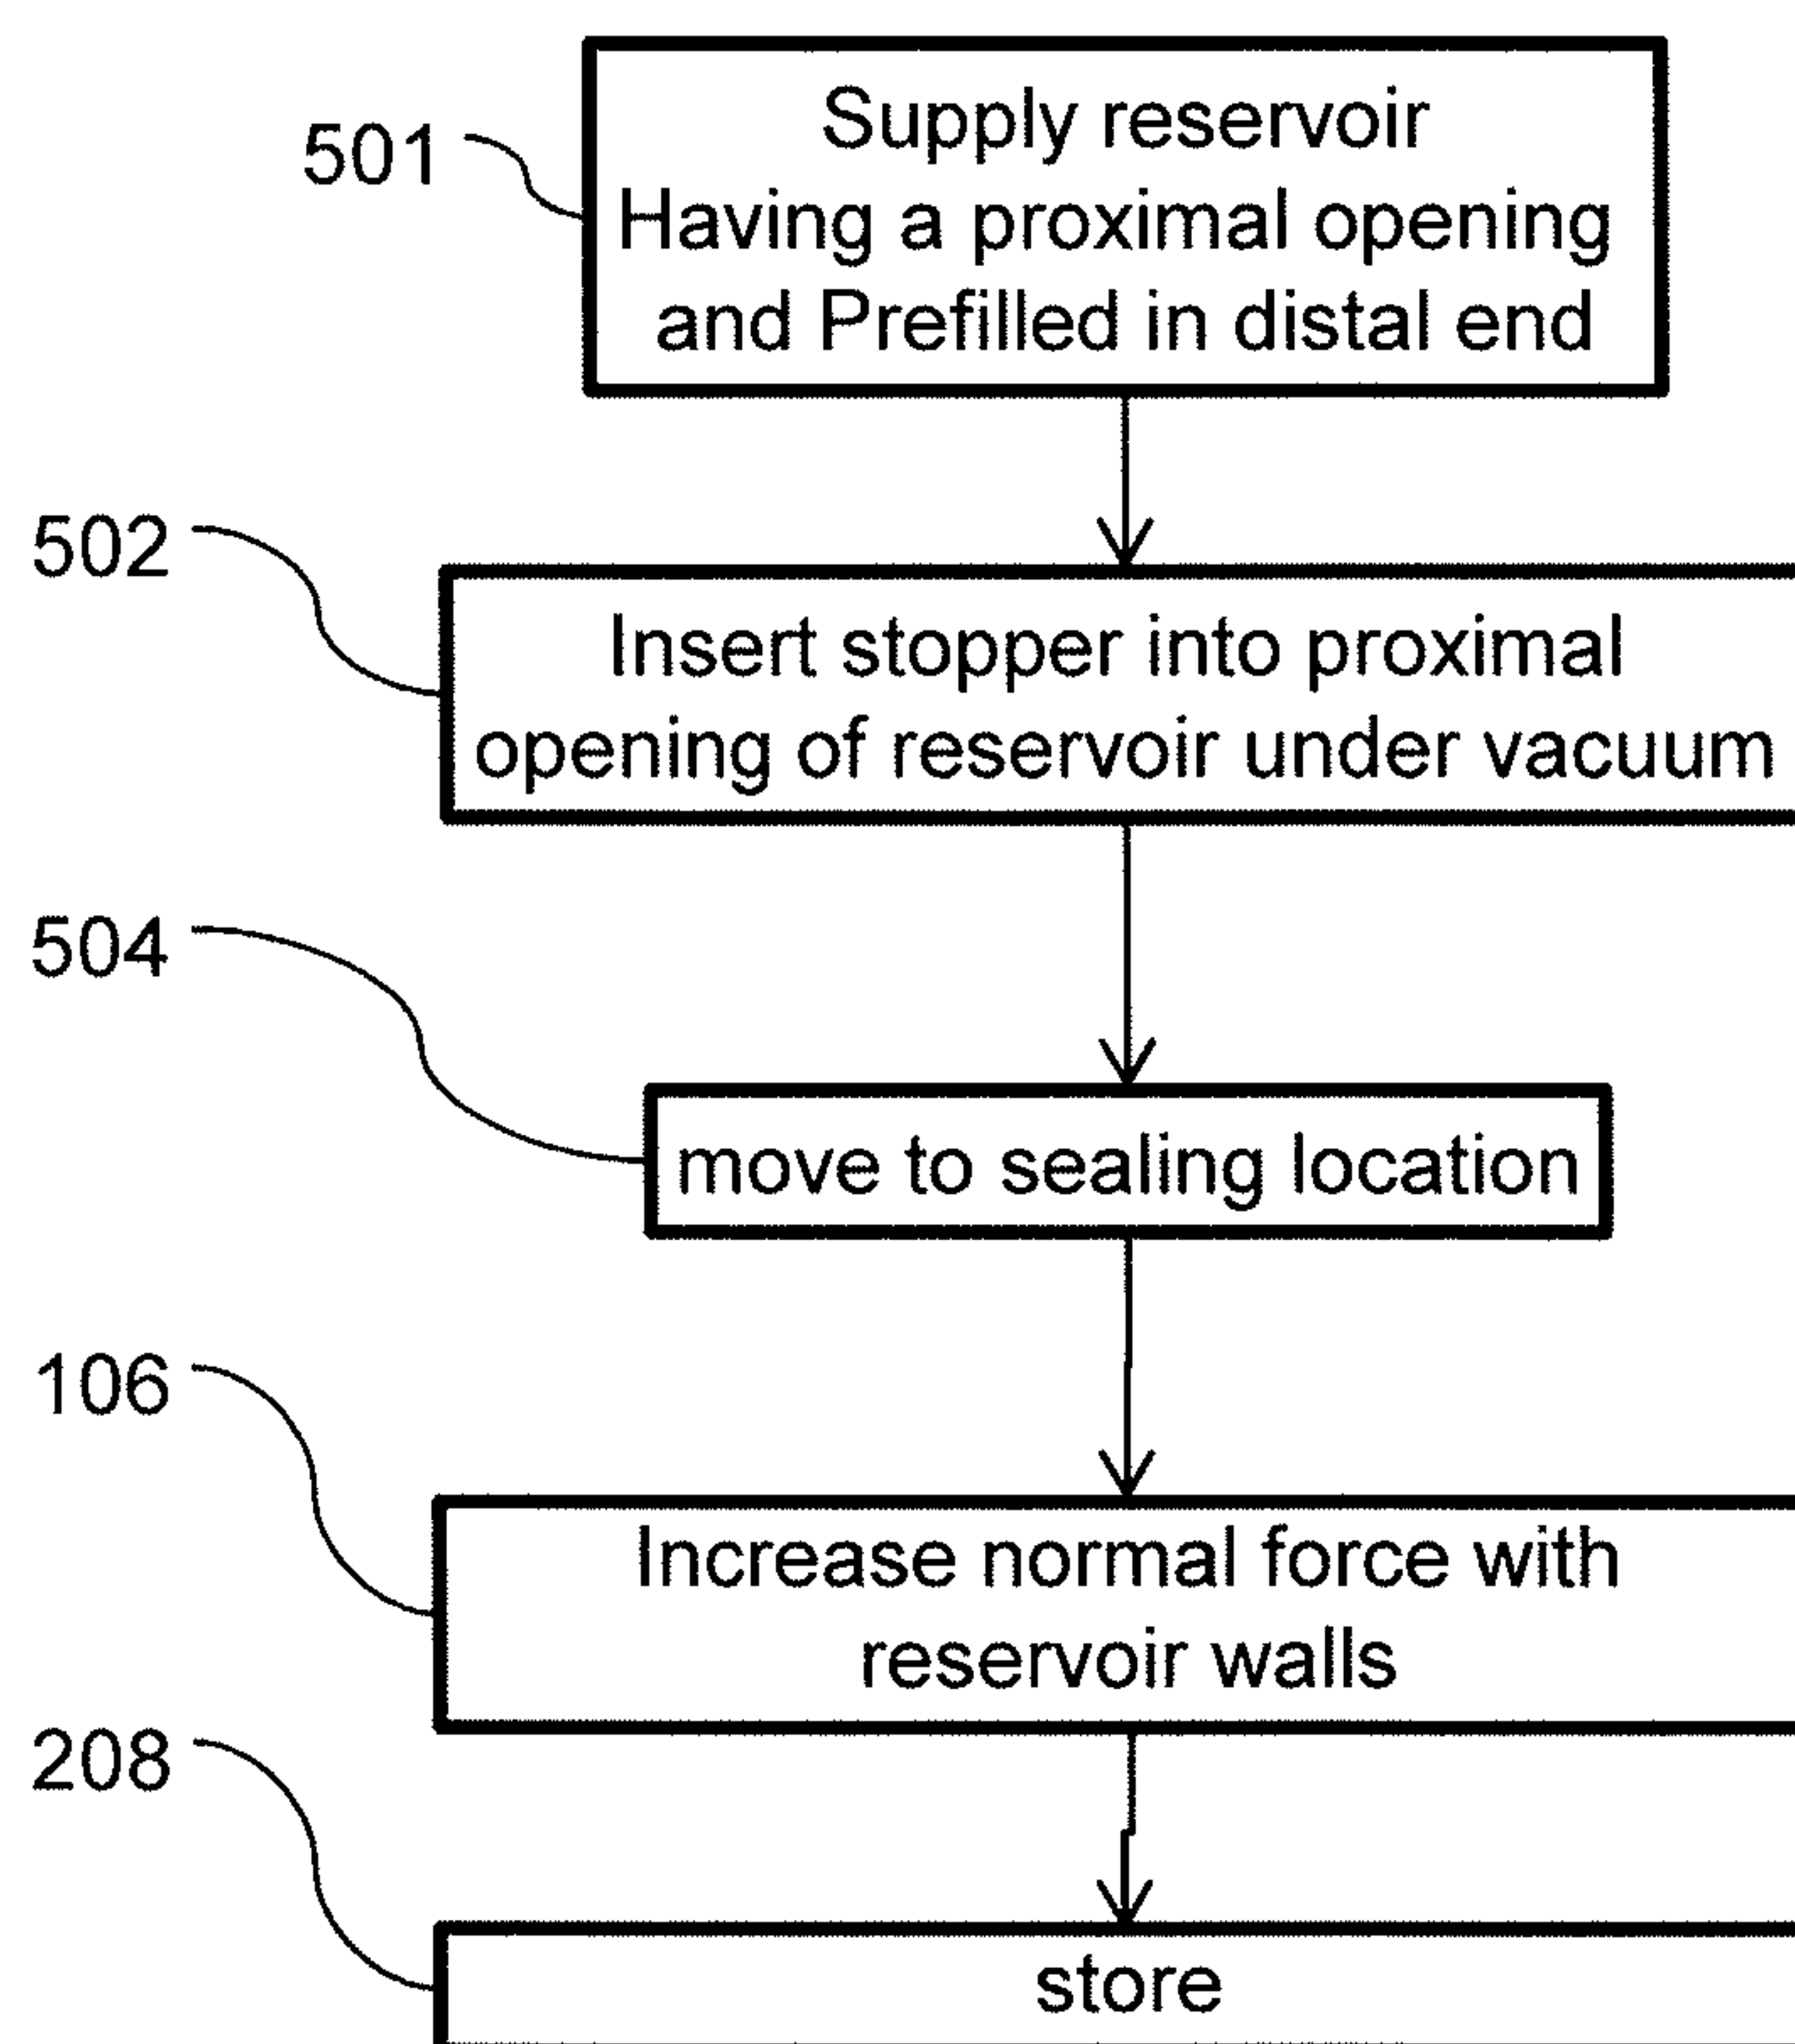 501
Supply reservoir
Having a proximal opening
and Prefilled in distal end
502
Insert stopper into proximal
opening of reservoir under vacuum
504
move to sealing location
106
Increase normal force with
reservoir walls
208
store